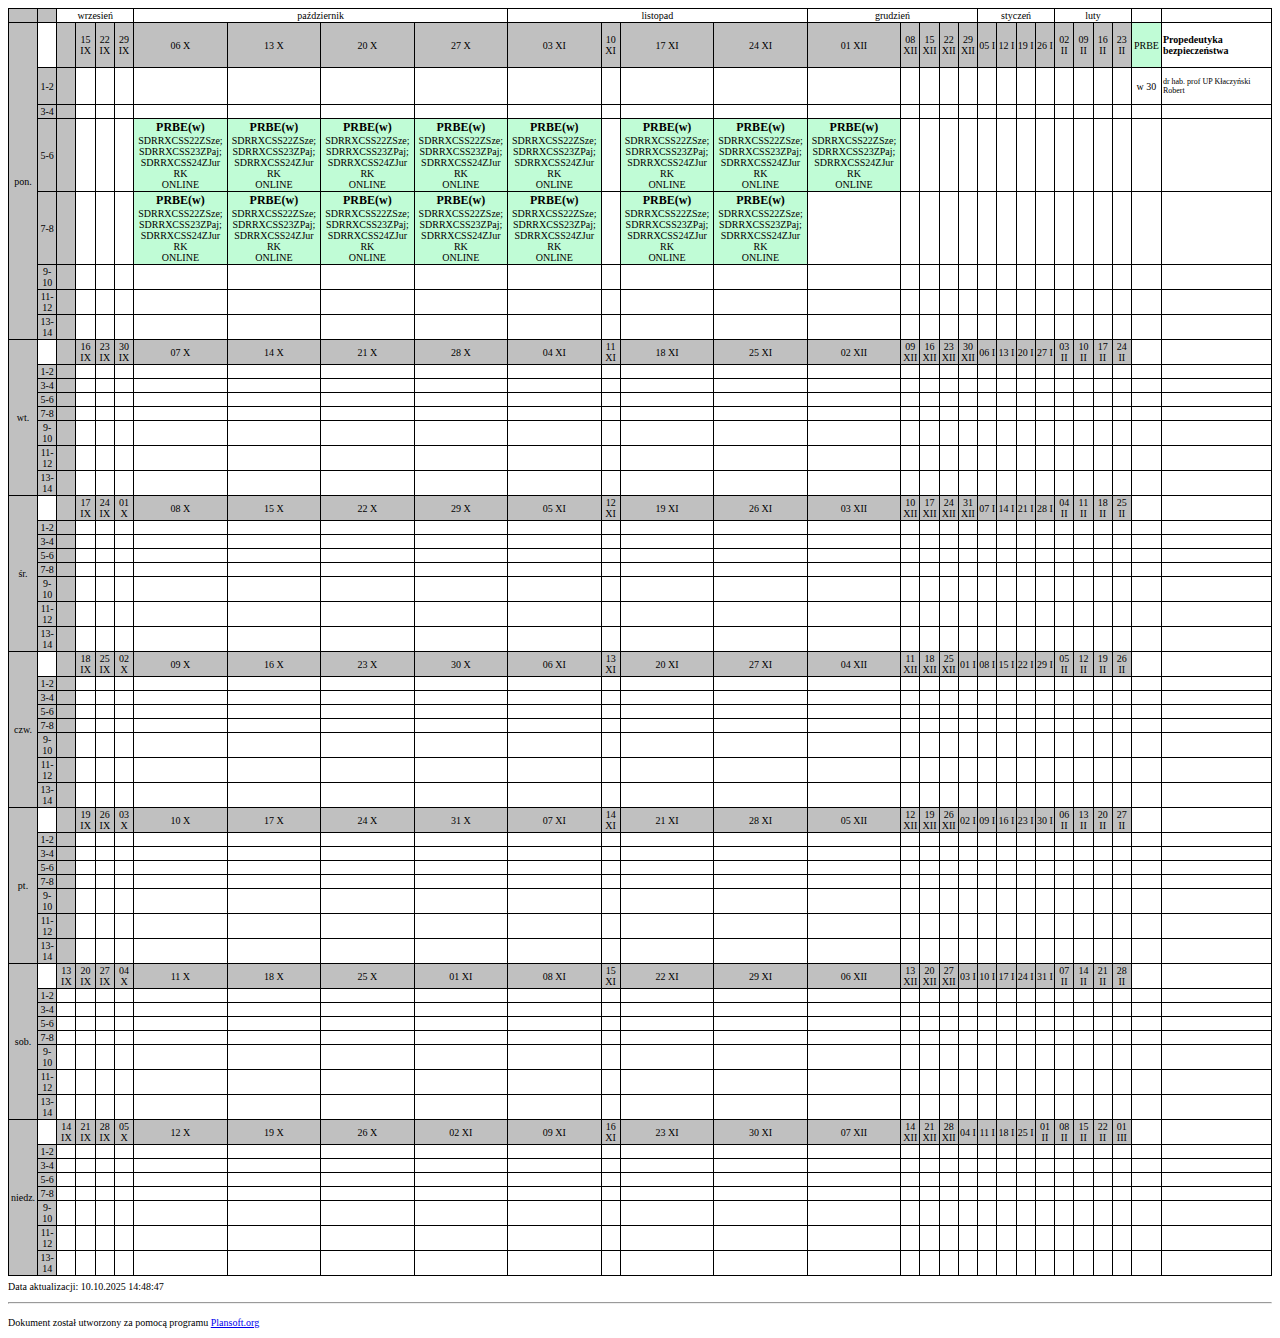 wrzesień październik listopad grudzień styczeń luty
pon. 15 IX 22 IX 29 IX 06 X 13 X 20 X 27 X 03 XI 10 XI 17 XI 24 XI 01 XII 08 XII 15 XII 22 XII 29 XII 05 I 12 I 19 I 26 I 02 II 09 II 16 II 23 II PRBE Propedeutyka bezpieczeństwa
1-2 w 30 dr hab. prof UP Kłaczyński Robert
3-4
5-6
PRBE(w) PRBE(w) PRBE(w) PRBE(w) PRBE(w) PRBE(w) PRBE(w) PRBE(w)
SDRRXCSS22ZSze; SDRRXCSS22ZSze; SDRRXCSS22ZSze; SDRRXCSS22ZSze; SDRRXCSS22ZSze; SDRRXCSS22ZSze; SDRRXCSS22ZSze; SDRRXCSS22ZSze;
SDRRXCSS23ZPaj; SDRRXCSS23ZPaj; SDRRXCSS23ZPaj; SDRRXCSS23ZPaj; SDRRXCSS23ZPaj; SDRRXCSS23ZPaj; SDRRXCSS23ZPaj; SDRRXCSS23ZPaj;
SDRRXCSS24ZJur SDRRXCSS24ZJur SDRRXCSS24ZJur SDRRXCSS24ZJur SDRRXCSS24ZJur SDRRXCSS24ZJur SDRRXCSS24ZJur SDRRXCSS24ZJur
RK RK RK RK RK RK RK RK
ONLINE ONLINE ONLINE ONLINE ONLINE ONLINE ONLINE ONLINE
7-8
PRBE(w) PRBE(w) PRBE(w) PRBE(w) PRBE(w) PRBE(w) PRBE(w)
SDRRXCSS22ZSze; SDRRXCSS22ZSze; SDRRXCSS22ZSze; SDRRXCSS22ZSze; SDRRXCSS22ZSze; SDRRXCSS22ZSze; SDRRXCSS22ZSze;
SDRRXCSS23ZPaj; SDRRXCSS23ZPaj; SDRRXCSS23ZPaj; SDRRXCSS23ZPaj; SDRRXCSS23ZPaj; SDRRXCSS23ZPaj; SDRRXCSS23ZPaj;
SDRRXCSS24ZJur SDRRXCSS24ZJur SDRRXCSS24ZJur SDRRXCSS24ZJur SDRRXCSS24ZJur SDRRXCSS24ZJur SDRRXCSS24ZJur
RK RK RK RK RK RK RK
ONLINE ONLINE ONLINE ONLINE ONLINE ONLINE ONLINE
9-10
11-12
13-14
wt. 16 IX 23 IX 30 IX 07 X 14 X 21 X 28 X 04 XI 11 XI 18 XI 25 XI 02 XII 09 XII 16 XII 23 XII 30 XII 06 I 13 I 20 I 27 I 03 II 10 II 17 II 24 II
1-2
3-4
5-6
7-8
9-10
11-12
13-14
śr. 17 IX 24 IX 01 X 08 X 15 X 22 X 29 X 05 XI 12 XI 19 XI 26 XI 03 XII 10 XII 17 XII 24 XII 31 XII 07 I 14 I 21 I 28 I 04 II 11 II 18 II 25 II
1-2
3-4
5-6
7-8
9-10
11-12
13-14
czw. 18 IX 25 IX 02 X 09 X 16 X 23 X 30 X 06 XI 13 XI 20 XI 27 XI 04 XII 11 XII 18 XII 25 XII 01 I 08 I 15 I 22 I 29 I 05 II 12 II 19 II 26 II
1-2
3-4
5-6
7-8
9-10
11-12
13-14
pt. 19 IX 26 IX 03 X 10 X 17 X 24 X 31 X 07 XI 14 XI 21 XI 28 XI 05 XII 12 XII 19 XII 26 XII 02 I 09 I 16 I 23 I 30 I 06 II 13 II 20 II 27 II
1-2
3-4
5-6
7-8
9-10
11-12
13-14
sob. 13 IX 20 IX 27 IX 04 X 11 X 18 X 25 X 01 XI 08 XI 15 XI 22 XI 29 XI 06 XII 13 XII 20 XII 27 XII 03 I 10 I 17 I 24 I 31 I 07 II 14 II 21 II 28 II
1-2
3-4
5-6
7-8
9-10
11-12
13-14
niedz. 14 IX 21 IX 28 IX 05 X 12 X 19 X 26 X 02 XI 09 XI 16 XI 23 XI 30 XI 07 XII 14 XII 21 XII 28 XII 04 I 11 I 18 I 25 I 01 II 08 II 15 II 22 II 01 III
1-2
3-4
5-6
7-8
9-10
11-12
13-14
Data aktualizacji: 10.10.2025 14:48:47
Dokument został utworzony za pomocą programu Plansoft.org